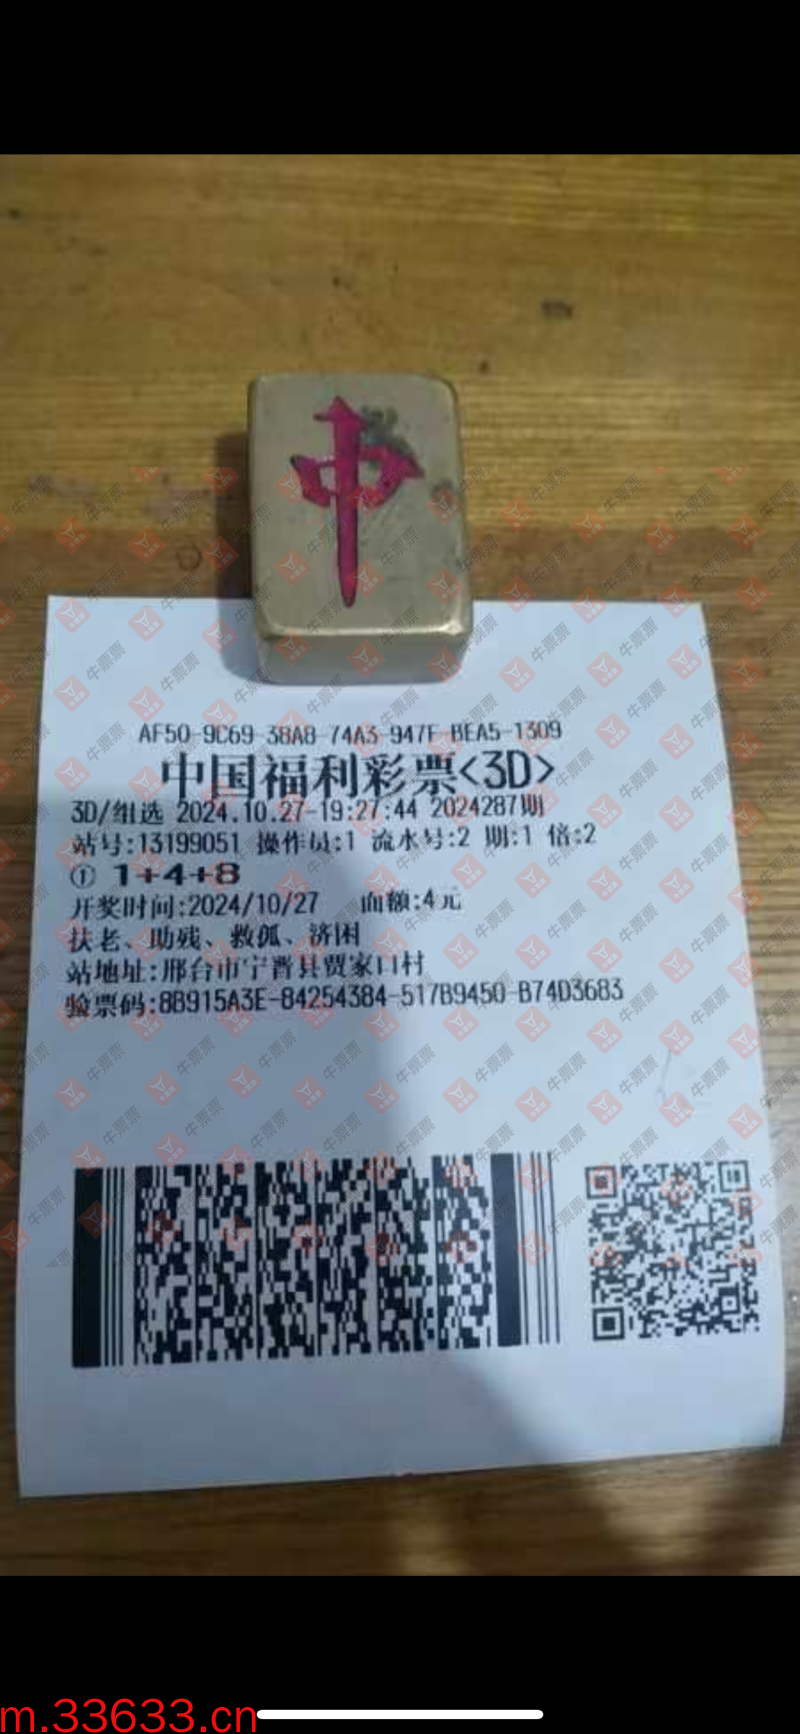 中
AF50-9C69-38A8-74A3-947F-BEA5-1309
中国福利彩票<3D>
3D/组选 2024.10.27-19:27:44 2024287期
站号:13199051 操作员:1 流水号:2 期:1 倍:2
① 1+4+8
开奖时间:2024/10/27 面额:4元
扶老、助残、救孤、济困
站地址:邢台市宁晋县贾家口村
验票码:8B915A3E-84254384-517B9450-B74D3683
牛票票
m.33633.cn